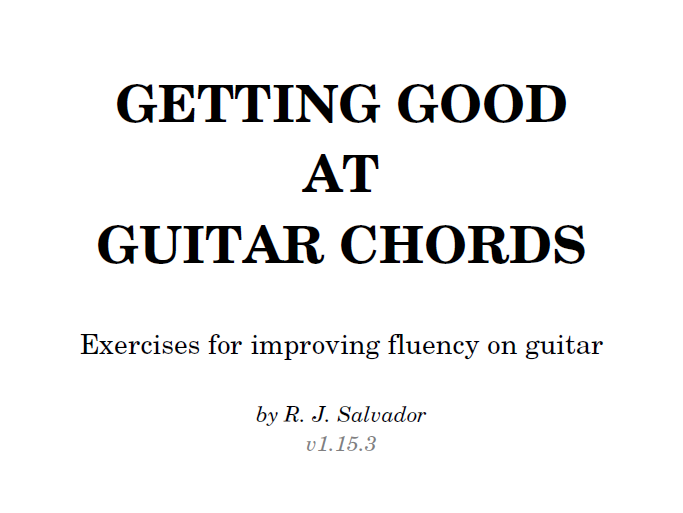 GETTING GOOD
AT
GUITAR CHORDS
Exercises for improving fluency on guitar
by R. J. Salvador
v1.15.3